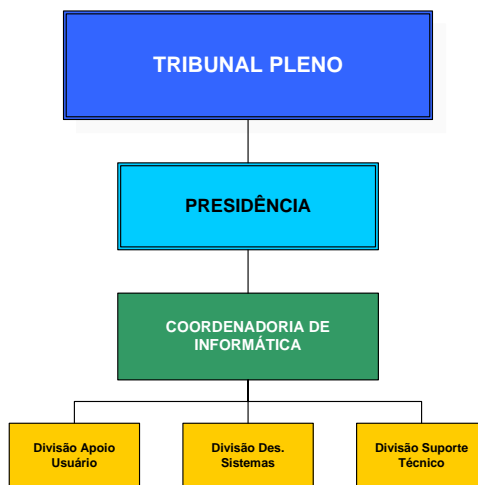 TRIBUNAL PLENO
PRESIDÊNCIA
COORDENADORIA DE
INFORMÁTICA
Divisão Apoio
Usuário
Divisão Des.
Sistemas
Divisão Suporte
Técnico